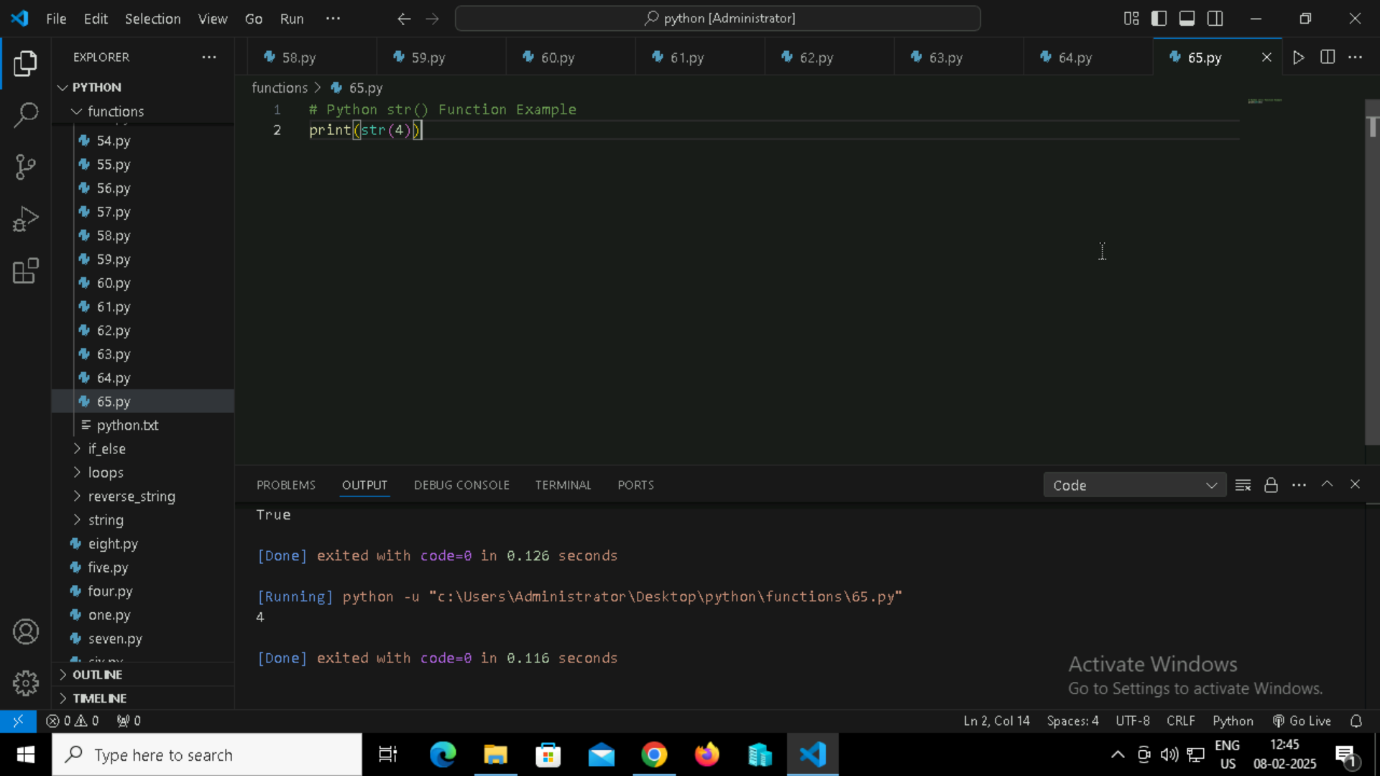 File Edit Selection View Go Run ··· python [Administrator]
EXPLORER ···
58.py 59.py 60.py 61.py 62.py 63.py 64.py 65.py ···
PYTHON
functions
54.py
55.py
56.py
57.py
58.py
59.py
60.py
61.py
62.py
63.py
64.py
65.py
python.txt
if_else
loops
reverse_string
string
eight.py
five.py
four.py
one.py
seven.py
OUTLINE
TIMELINE
functions > 65.py
1 # Python str() Function Example
2 print(str(4))
PROBLEMS OUTPUT DEBUG CONSOLE TERMINAL PORTS Code ···
True
[Done] exited with code=0 in 0.126 seconds
[Running] python -u "c:\Users\Administrator\Desktop\python\functions\65.py"
4
[Done] exited with code=0 in 0.116 seconds
Activate Windows
Go to Settings to activate Windows.
0 0 0 Ln 2, Col 14 Spaces: 4 UTF-8 CRLF Python Go Live
Type here to search
ENG
US
12:45
08-02-2025
1